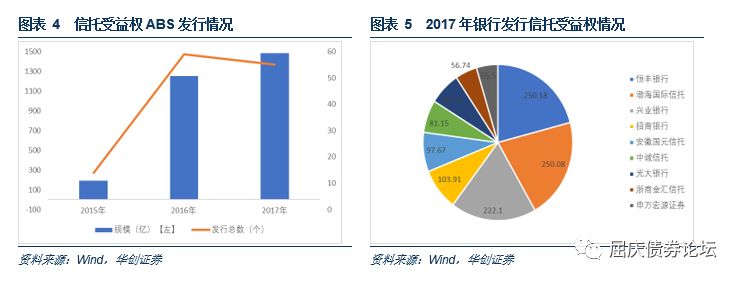 图表 4 信托受益权 ABS 发行情况
1500
1300
1100
900
700
500
300
100
-100
60
50
40
30
20
10
0
2015年
2016年
2017年
规模（亿）【左】
发行总数（个）
资料来源：Wind，华创证券
图表 5 2017 年银行发行信托受益权情况
56.74
250.18
81.15
97.67
103.91
222.1
250.08
恒丰银行
渤海国际信托
兴业银行
招商银行
安徽国元信托
中诚信托
光大银行
浙商金汇信托
申万宏源证券
资料来源：Wind，华创证券
屈庆债券论坛